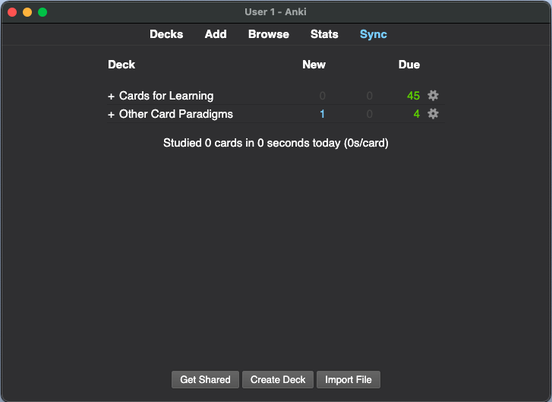 User 1 - Anki
Decks Add Browse Stats Sync
Deck New Due
+ Cards for Learning 0 0 45
+ Other Card Paradigms 1 0 4
Studied 0 cards in 0 seconds today (0s/card)
Get Shared Create Deck Import File